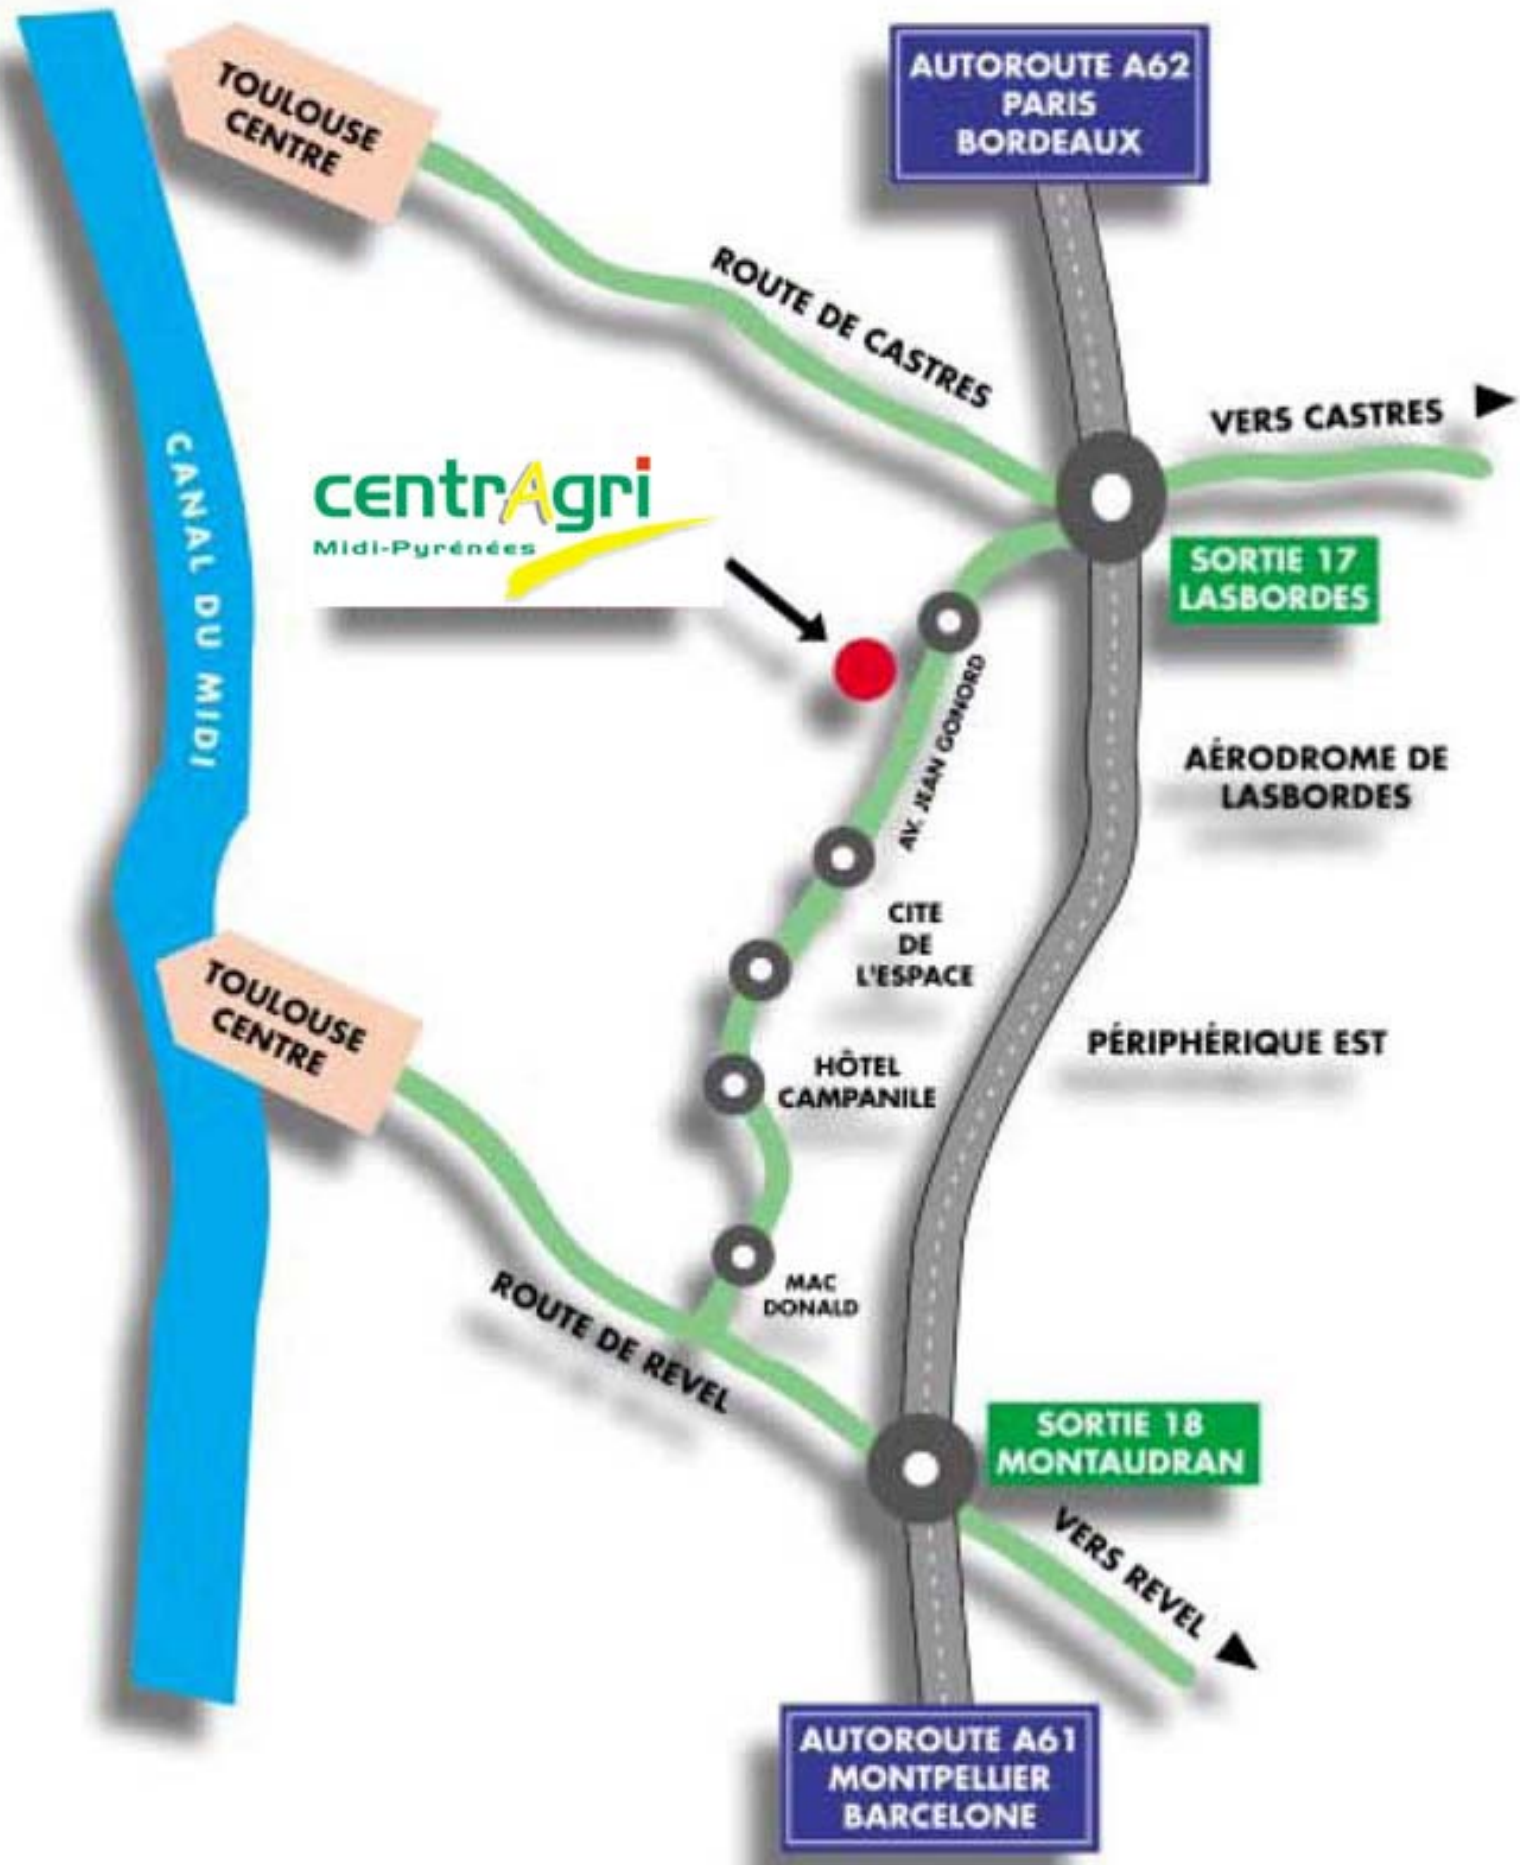 AUTOROUTE A62
PARIS
BORDEAUX
TOULOUSE
CENTRE
ROUTE DE CASTRES
VERS CASTRES
CANAL DU MIDI
centrAgri
Midi-Pyrénées
SORTIE 17
LASBORDES
AV. JEAN GONORD
AÉRODROME DE
LASBORDES
CITE
DE
L'ESPACE
TOULOUSE
CENTRE
PÉRIPHÉRIQUE EST
HÔTEL
CAMPANILE
MAC
DONALD
ROUTE DE REVEL
SORTIE 18
MONTAUDRAN
VERS REVEL
AUTOROUTE A61
MONTPELLIER
BARCELONE